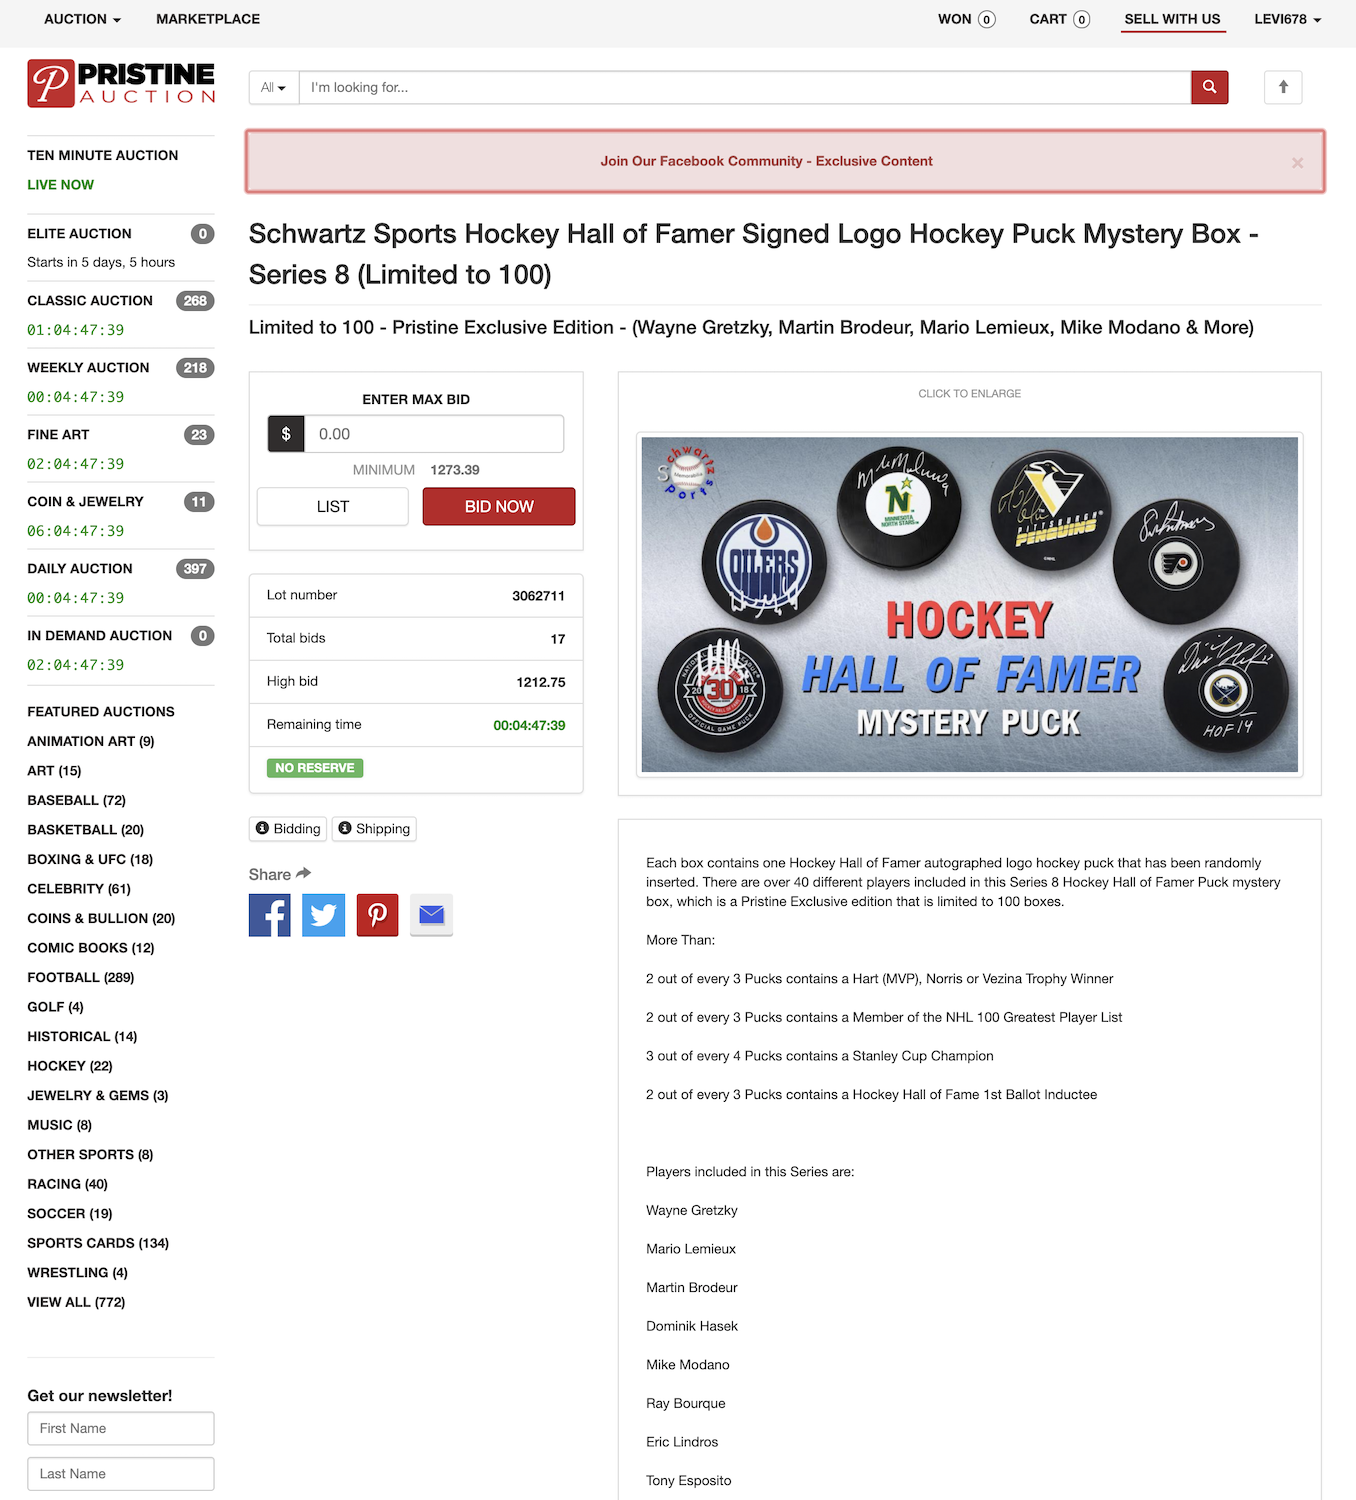 AUCTION
MARKETPLACE
WON 0
CART 0
SELL WITH US
LEVI678
PRISTINE
AUCTION
All
I'm looking for...
TEN MINUTE AUCTION
LIVE NOW
ELITE AUCTION 0
Starts in 5 days, 5 hours
CLASSIC AUCTION 268
01:04:47:39
WEEKLY AUCTION 218
00:04:47:39
FINE ART 23
02:04:47:39
COIN & JEWELRY 11
06:04:47:39
DAILY AUCTION 397
00:04:47:39
IN DEMAND AUCTION 0
02:04:47:39
FEATURED AUCTIONS
ANIMATION ART (9)
ART (15)
BASEBALL (72)
BASKETBALL (20)
BOXING & UFC (18)
CELEBRITY (61)
COINS & BULLION (20)
COMIC BOOKS (12)
FOOTBALL (289)
GOLF (4)
HISTORICAL (14)
HOCKEY (22)
JEWELRY & GEMS (3)
MUSIC (8)
OTHER SPORTS (8)
RACING (40)
SOCCER (19)
SPORTS CARDS (134)
WRESTLING (4)
VIEW ALL (772)
Get our newsletter!
First Name
Last Name
Join Our Facebook Community - Exclusive Content
×
Schwartz Sports Hockey Hall of Famer Signed Logo Hockey Puck Mystery Box -
Series 8 (Limited to 100)
Limited to 100 - Pristine Exclusive Edition - (Wayne Gretzky, Martin Brodeur, Mario Lemieux, Mike Modano & More)
ENTER MAX BID
$ 0.00
MINIMUM 1273.39
LIST
BID NOW
Lot number 3062711
Total bids 17
High bid 1212.75
Remaining time 00:04:47:39
NO RESERVE
Bidding
Shipping
Share
CLICK TO ENLARGE
Schwartz
Sports
OILERS
N
MINNESOTA
NORTH STARS
PITTSBURGH
PENGUINS
HOCKEY
HALL OF FAMER
MYSTERY PUCK
20 30 18
OFFICIAL GAME PUCK
HOF 14
Each box contains one Hockey Hall of Famer autographed logo hockey puck that has been randomly
inserted. There are over 40 different players included in this Series 8 Hockey Hall of Famer Puck mystery
box, which is a Pristine Exclusive edition that is limited to 100 boxes.
More Than:
2 out of every 3 Pucks contains a Hart (MVP), Norris or Vezina Trophy Winner
2 out of every 3 Pucks contains a Member of the NHL 100 Greatest Player List
3 out of every 4 Pucks contains a Stanley Cup Champion
2 out of every 3 Pucks contains a Hockey Hall of Fame 1st Ballot Inductee
Players included in this Series are:
Wayne Gretzky
Mario Lemieux
Martin Brodeur
Dominik Hasek
Mike Modano
Ray Bourque
Eric Lindros
Tony Esposito